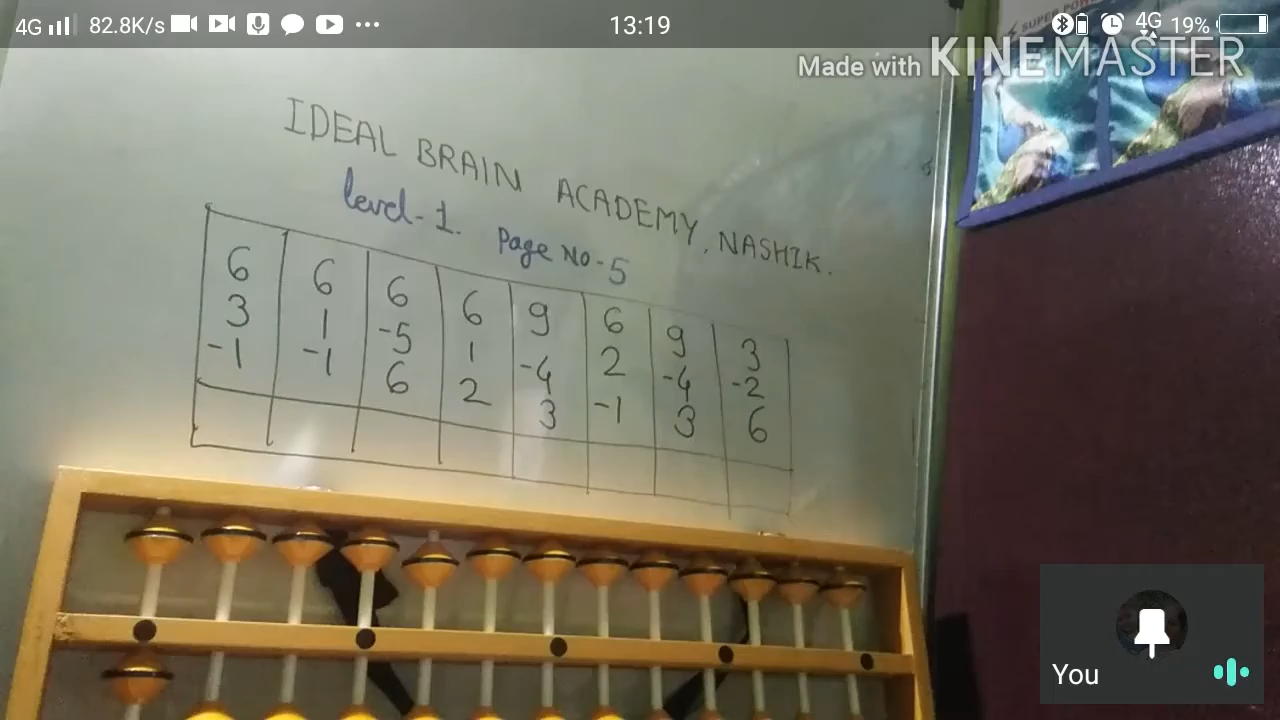 4G 82.8K/s 13:19 4G 19%
Made with KINEMASTER
SUPER
IDEAL BRAIN ACADEMY, NASHIK.
level-1. Page No-5
6 6 6 6 9 6 9 3
3 1 -5 1 -4 2 -4 -2
-1 -1 6 2 3 -1 3 6
You